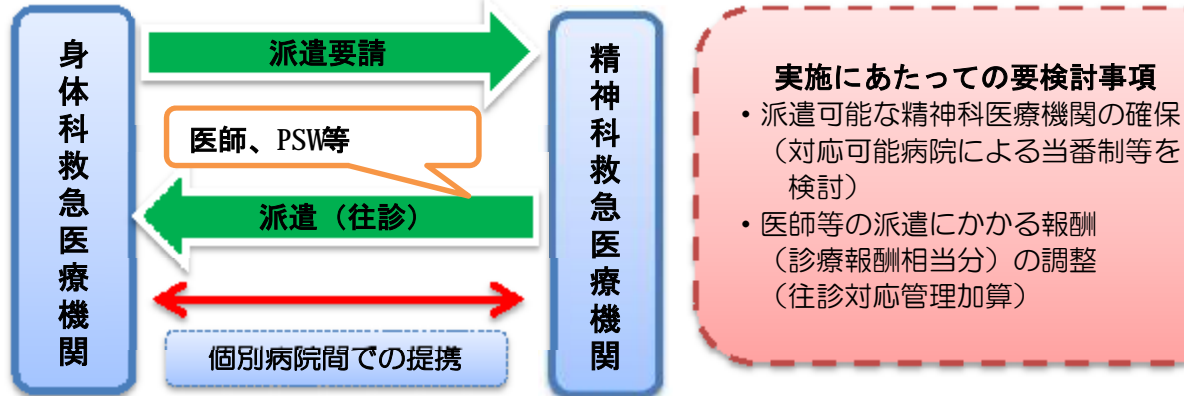 身体科救急医療機関
派遣要請
医師、PSW等
派遣（往診）
個別病院間での提携
精神科救急医療機関
実施にあたっての要検討事項
・派遣可能な精神科医療機関の確保
（対応可能病院による当番制等を
検討）
・医師等の派遣にかかる報酬
（診療報酬相当分）の調整
（往診対応管理加算）